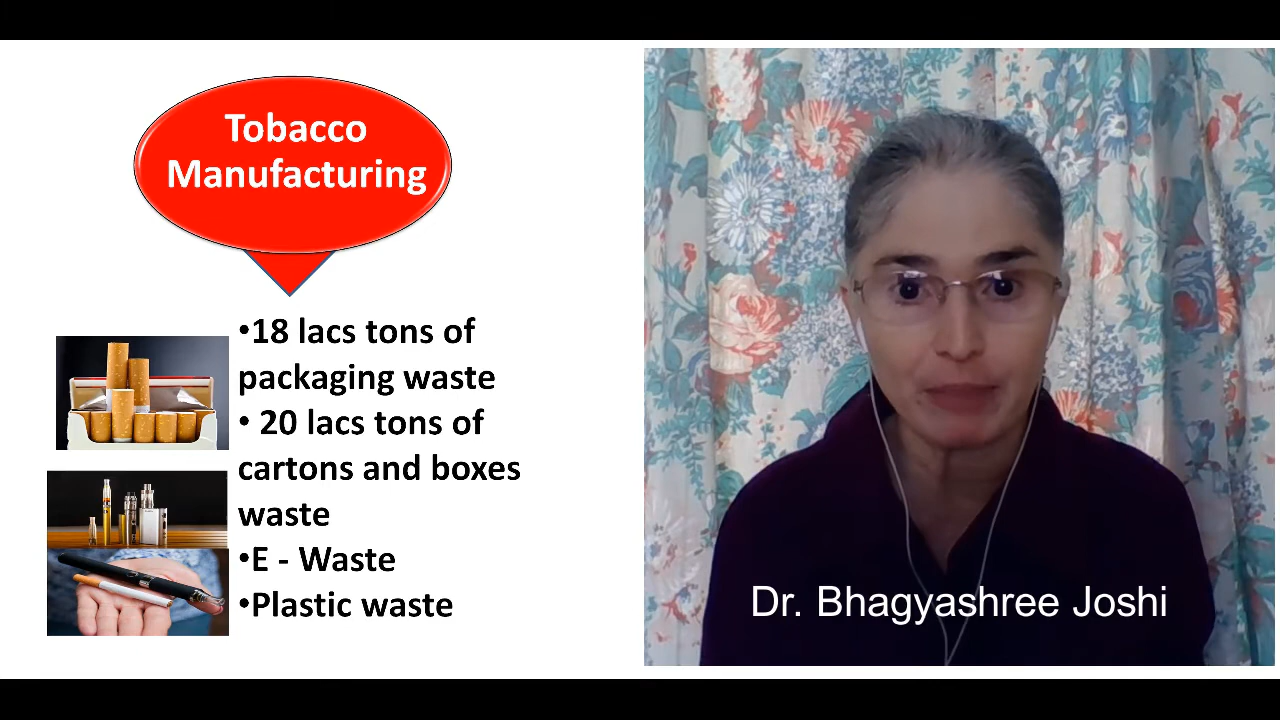 Tobacco
Manufacturing
•18 lacs tons of
packaging waste
• 20 lacs tons of
cartons and boxes
waste
•E - Waste
•Plastic waste
Dr. Bhagyashree Joshi